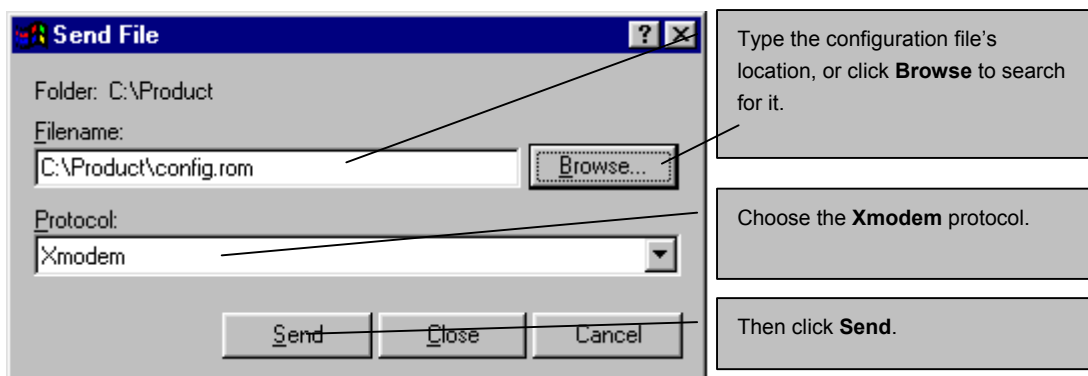 Send File
Folder: C:\Product
Filename:
C:\Product\config.rom
Browse...
Protocol:
Xmodem
Send
Close
Cancel
Type the configuration file's
location, or click Browse to search
for it.
Choose the Xmodem protocol.
Then click Send.